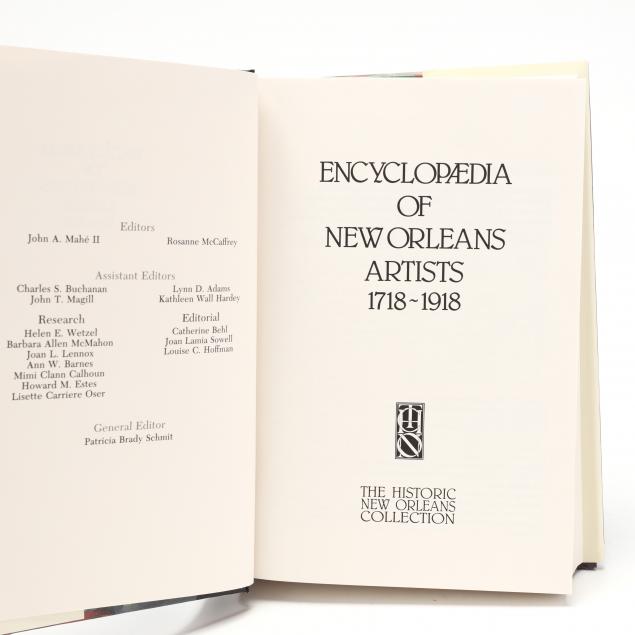 Editors
John A. Mahé II
Rosanne McCaffrey
Assistant Editors
Charles S. Buchanan
John T. Magill
Lynn D. Adams
Kathleen Wall Hardey
Research
Helen E. Wetzel
Barbara Allen McMahon
Joan L. Lennox
Ann W. Barnes
Mimi Clann Calhoun
Howard M. Estes
Lisette Carriere Oser
Editorial
Catherine Behl
Joan Lamia Sowell
Louise C. Hoffman
General Editor
Patricia Brady Schmit
ENCYCLOPÆDIA
OF
NEW ORLEANS
ARTISTS
1718~1918
THNOC
THE HISTORIC
NEW ORLEANS
COLLECTION